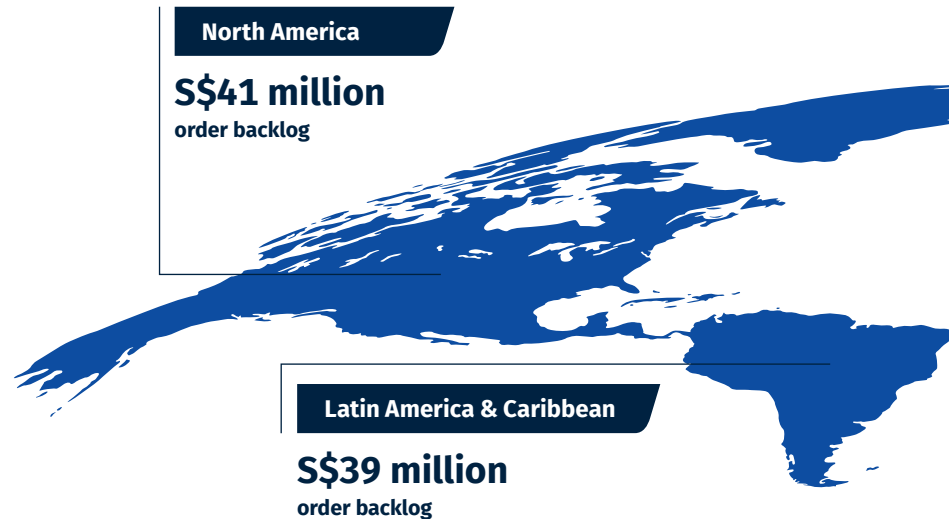 North America
S$41 million
order backlog
Latin America & Caribbean
S$39 million
order backlog